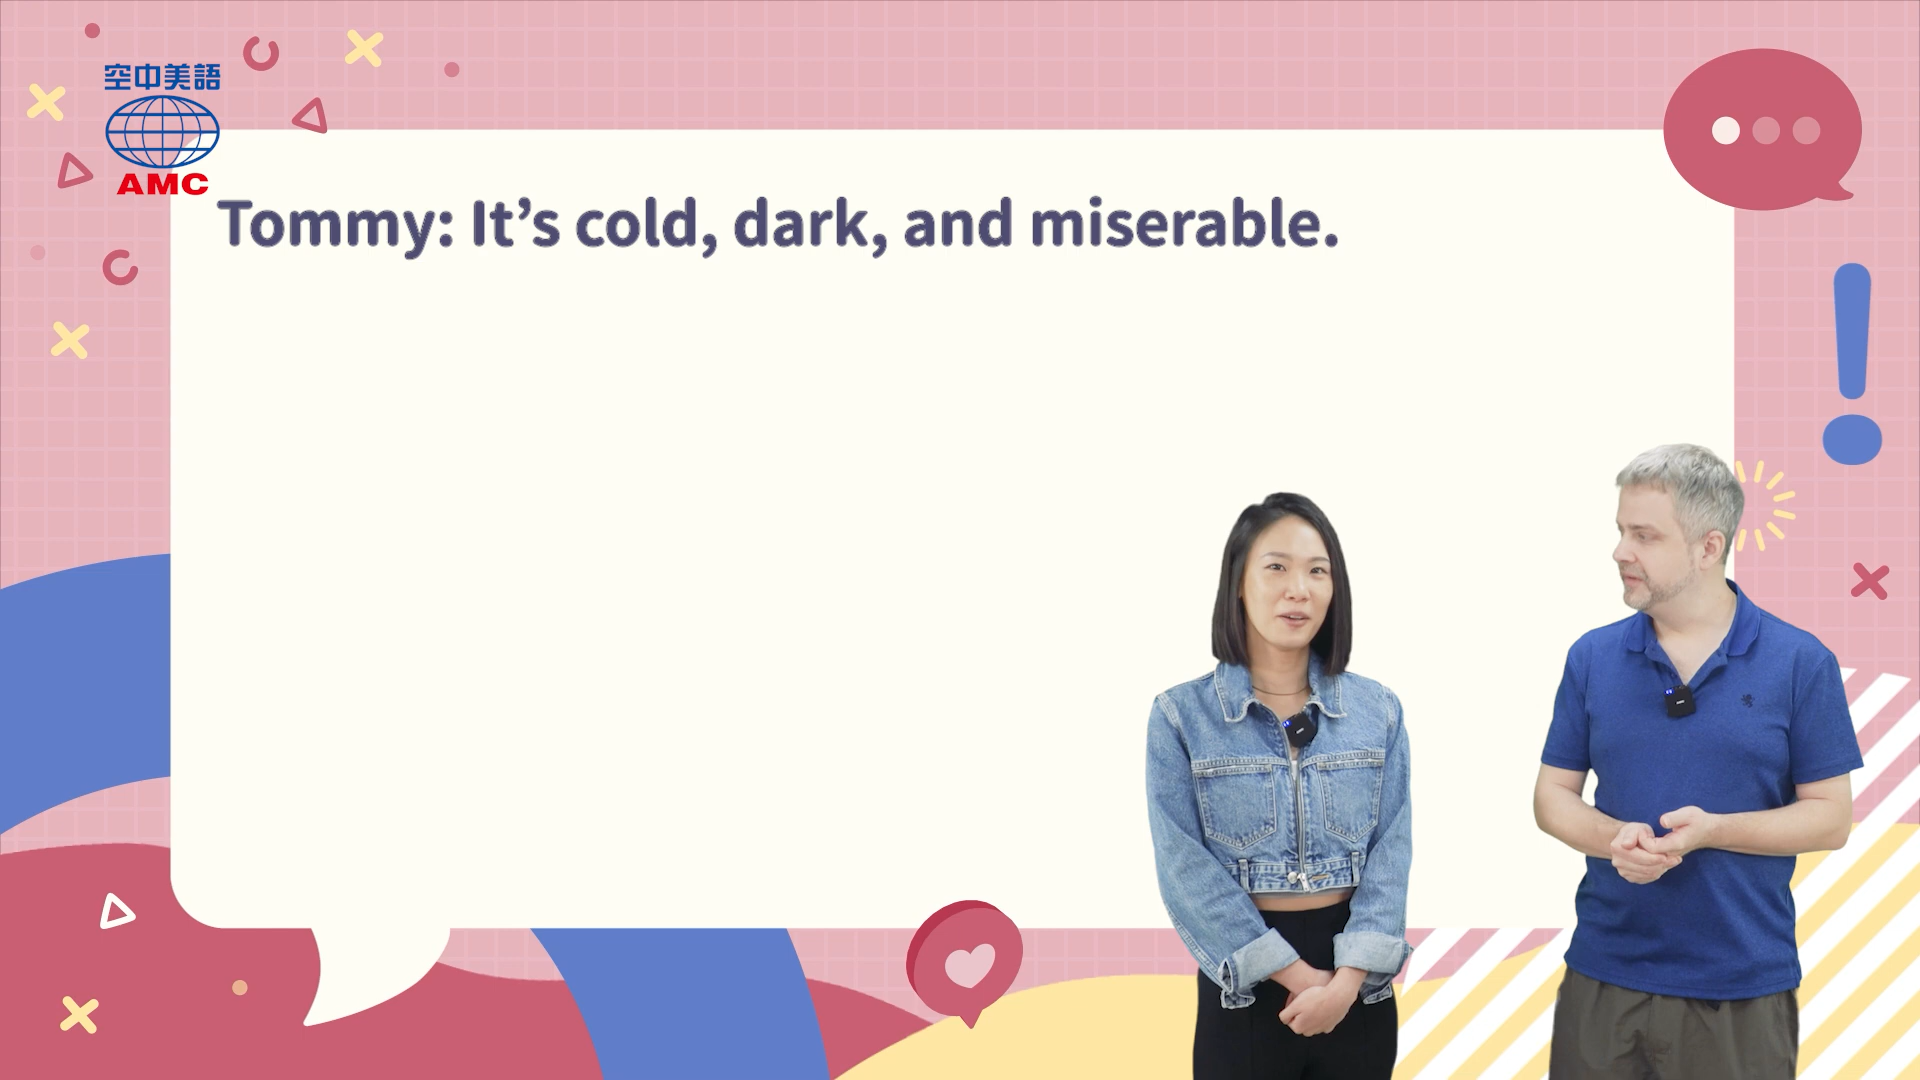 空中美語
AMC
Tommy: It’s cold, dark, and miserable.